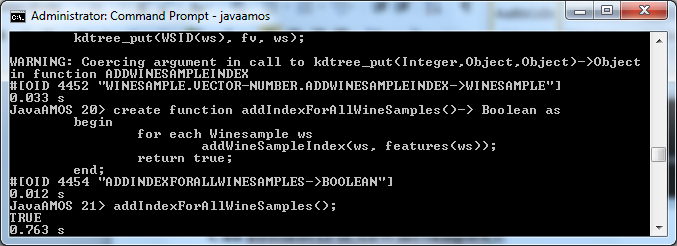 Administrator: Command Prompt - javaamos
kdtree_put(WSID(ws), fv, ws);
WARNING: Coercing argument in call to kdtree_put(Integer,Object,Object)->Object
in function ADDWINESAMPLEINDEX
#[OID 4452 "WINESAMPLE.VECTOR-NUMBER.ADDWINESAMPLEINDEX->WINESAMPLE"]
0.033 s
JavaAMOS 20> create function addIndexForAllWineSamples()-> Boolean as
begin
for each Winesample ws
addWineSampleIndex(ws, features(ws));
return true;
end;
#[OID 4454 "ADDINDEXFORALLWINESAMPLES->BOOLEAN"]
0.012 s
JavaAMOS 21> addIndexForAllWineSamples();
TRUE
0.763 s